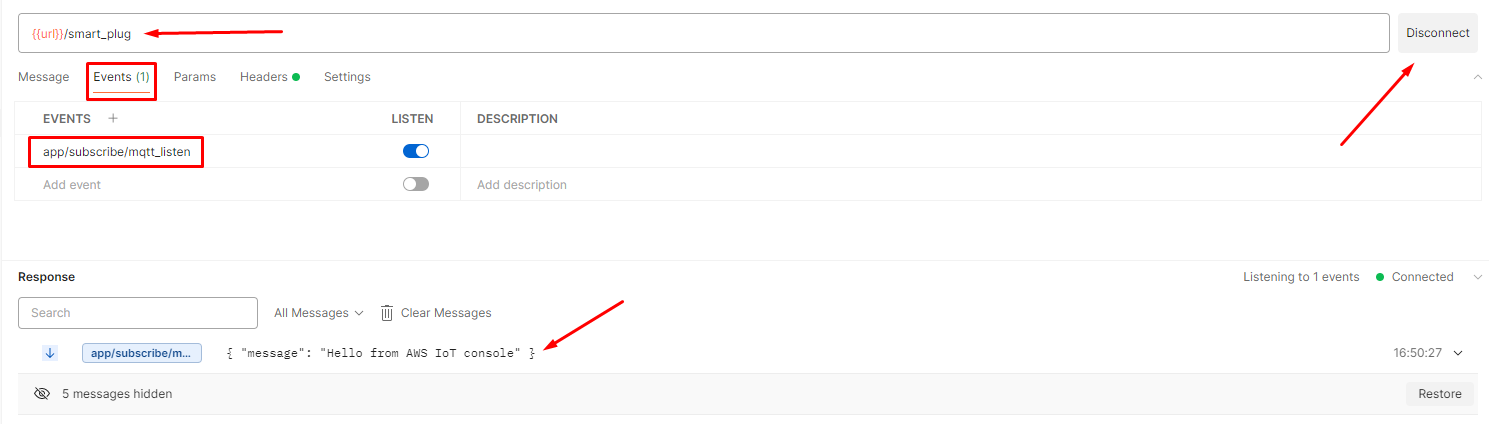 {{url}}/smart_plug
Disconnect
Message Events (1) Params Headers Settings
EVENTS + LISTEN DESCRIPTION
app/subscribe/mqtt_listen
Add event Add description
Response Listening to 1 events Connected
Search All Messages Clear Messages
app/subscribe/m... { "message": "Hello from AWS IoT console" } 16:50:27
5 messages hidden Restore